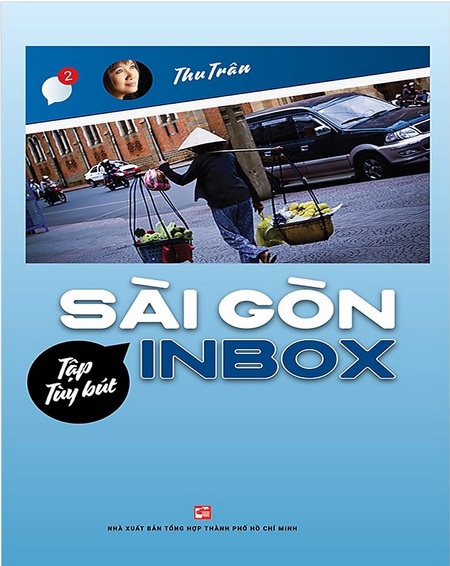 2
Thu Trân
SÀI GÒN
INBOX
Tập
Tùy bút
NHÀ XUẤT BẢN TỔNG HỢP THÀNH PHỐ HỒ CHÍ MINH